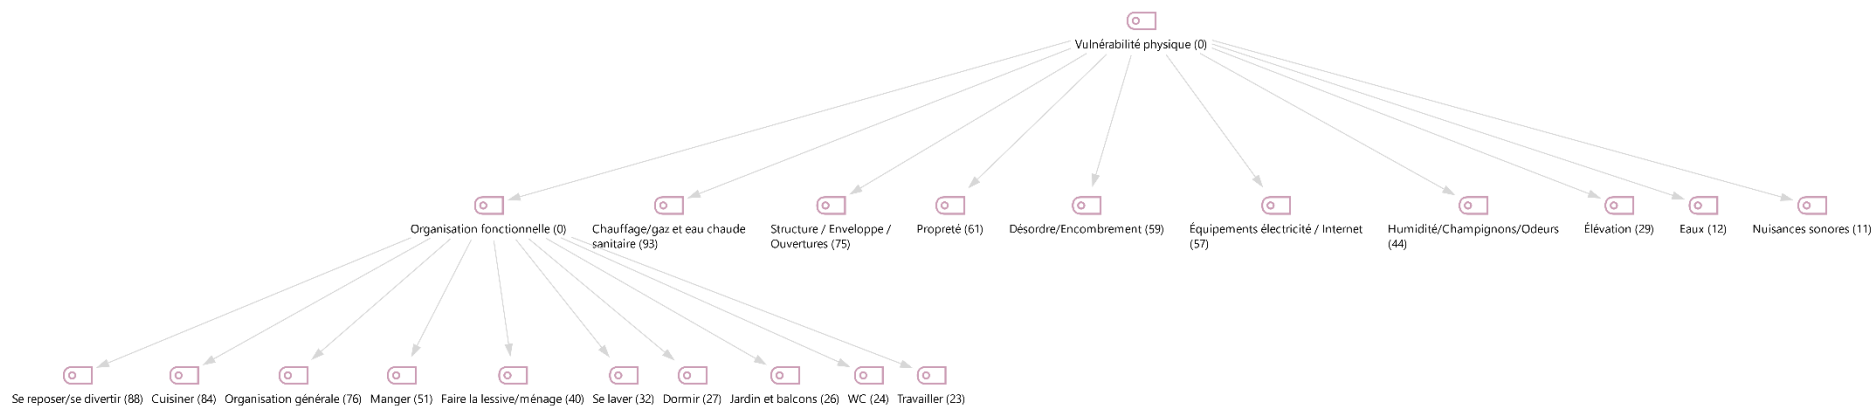 Vulnérabilité physique (0)
Organisation fonctionnelle (0)
Chauffage/gaz et eau chaude
sanitaire (93)
Structure / Enveloppe /
Ouvertures (75)
Propreté (61)
Désordre/Encombrement (59)
Équipements électricité / Internet
(57)
Humidité/Champignons/Odeurs
(44)
Élévation (29)
Eaux (12)
Nuisances sonores (11)
Se reposer/se divertir (88)
Cuisiner (84)
Organisation générale (76)
Manger (51)
Faire la lessive/ménage (40)
Se laver (32)
Dormir (27)
Jardin et balcons (26)
WC (24)
Travailler (23)